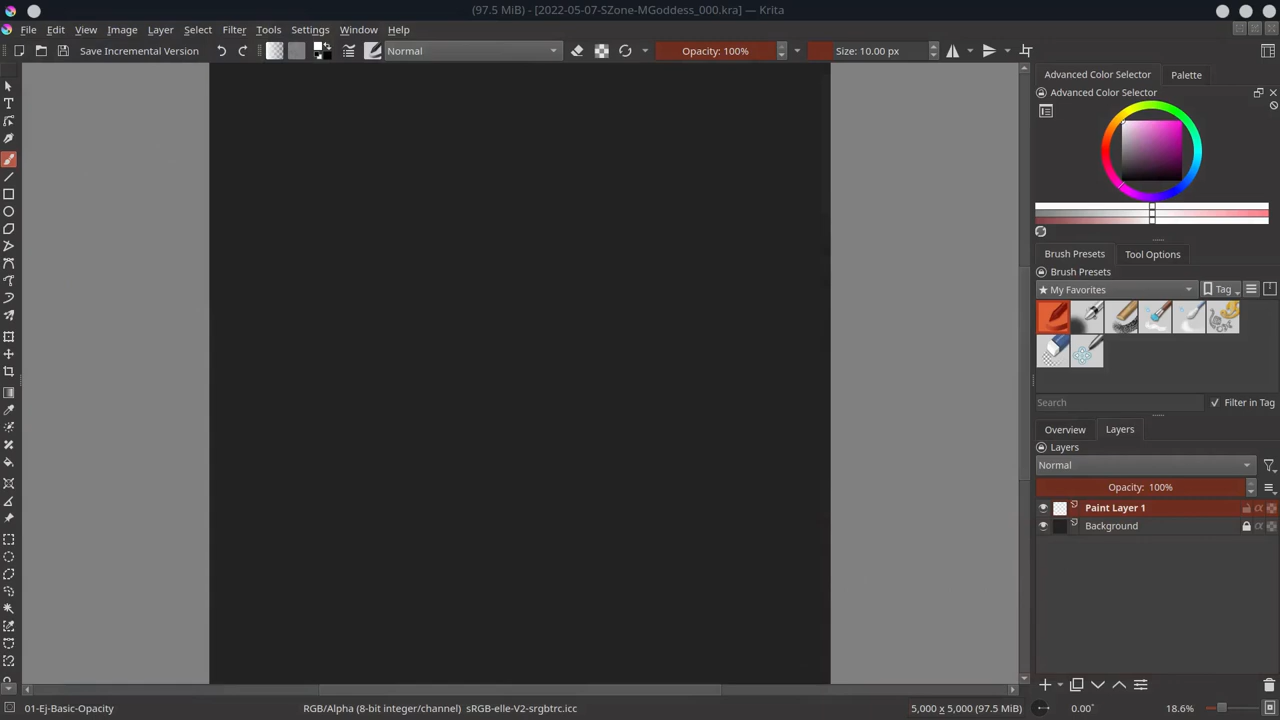 (97.5 MiB) - [2022-05-07-SZone-MGoddess_000.kra] — Krita
File Edit View Image Layer Select Filter Tools Settings Window Help
Save Incremental Version Normal Opacity: 100% Size: 10.00 px
Advanced Color Selector Palette
Advanced Color Selector
Brush Presets Tool Options
Brush Presets
★ My Favorites Tag
Search Filter in Tag
Overview Layers
Layers
Normal
Opacity: 100%
Paint Layer 1
Background
01-Ej-Basic-Opacity RGB/Alpha (8-bit integer/channel) sRGB-elle-V2-srgbtrc.icc 5,000 x 5,000 (97.5 MiB) 0.00° 18.6%